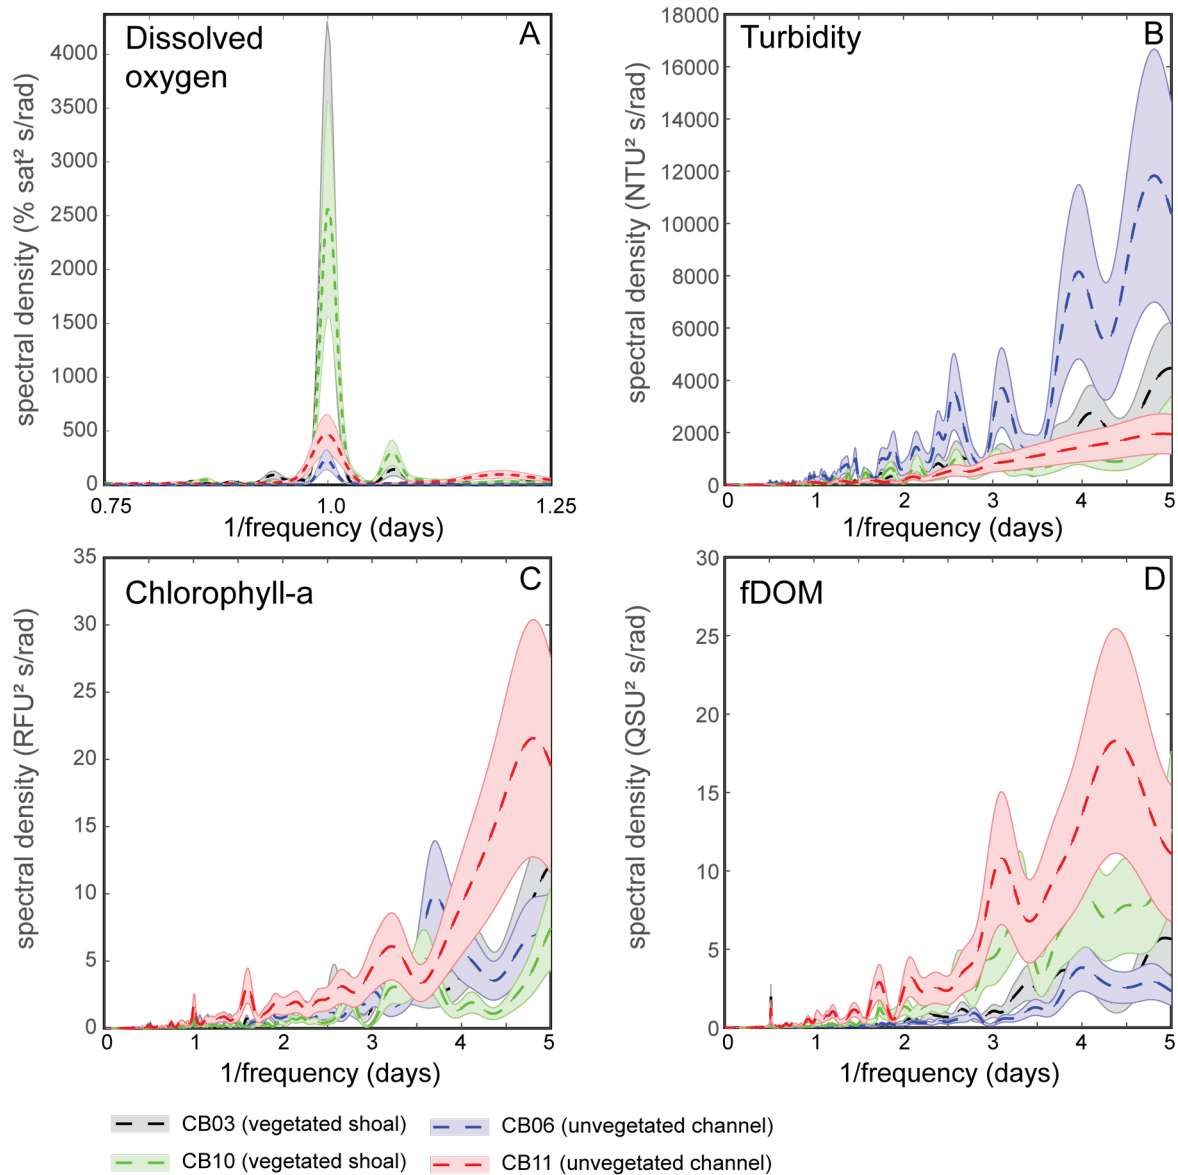 Dissolved
oxygen
A
4000
3500
3000
2500
2000
1500
1000
500
0
spectral density (% sat² s/rad)
0.75
1.0
1.25
1/frequency (days)
Turbidity
B
18000
16000
14000
12000
10000
8000
6000
4000
2000
0
spectral density (NTU² s/rad)
0 1 2 3 4 5
1/frequency (days)
Chlorophyll-a
C
35
30
25
20
15
10
5
0
spectral density (RFU² s/rad)
0 1 2 3 4 5
1/frequency (days)
fDOM
D
30
25
20
15
10
5
0
spectral density (QSU² s/rad)
0 1 2 3 4 5
1/frequency (days)
CB03 (vegetated shoal)
CB06 (unvegetated channel)
CB10 (vegetated shoal)
CB11 (unvegetated channel)